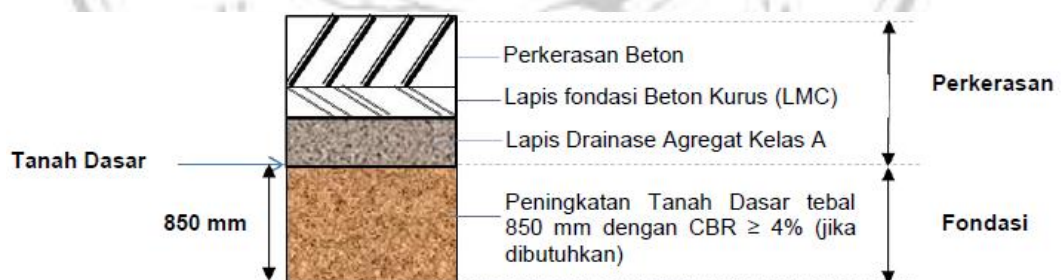 Perkerasan Beton
Perkerasan
Lapis fondasi Beton Kurus (LMC)
Lapis Drainase Agregat Kelas A
Tanah Dasar
850 mm
Peningkatan Tanah Dasar tebal
850 mm dengan CBR ≥ 4% (jika
dibutuhkan)
Fondasi